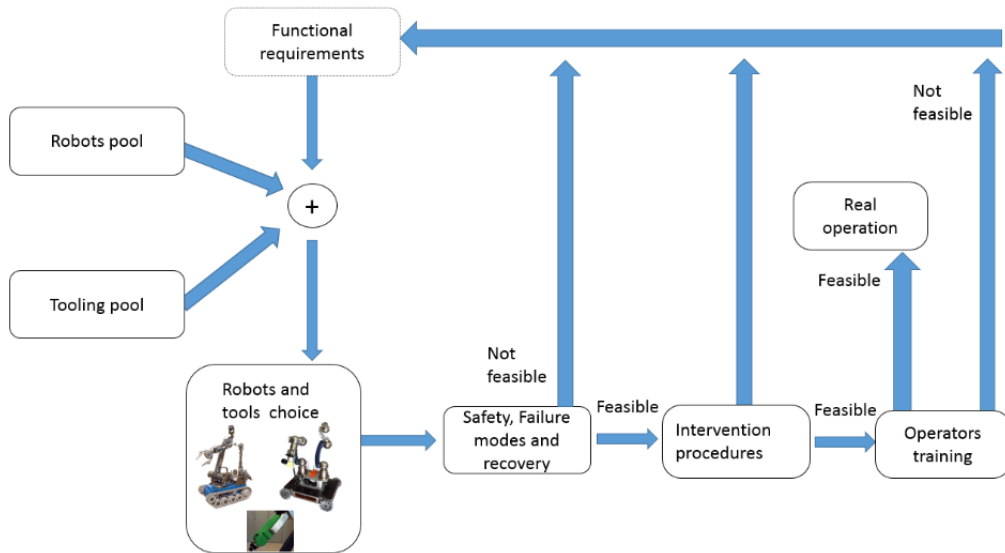 Functional
requirements
Robots pool
+
Tooling pool
Robots and
tools choice
Not
feasible
Safety, Failure
modes and
recovery
Feasible
Intervention
procedures
Feasible
Operators
training
Feasible
Real
operation
Not
feasible